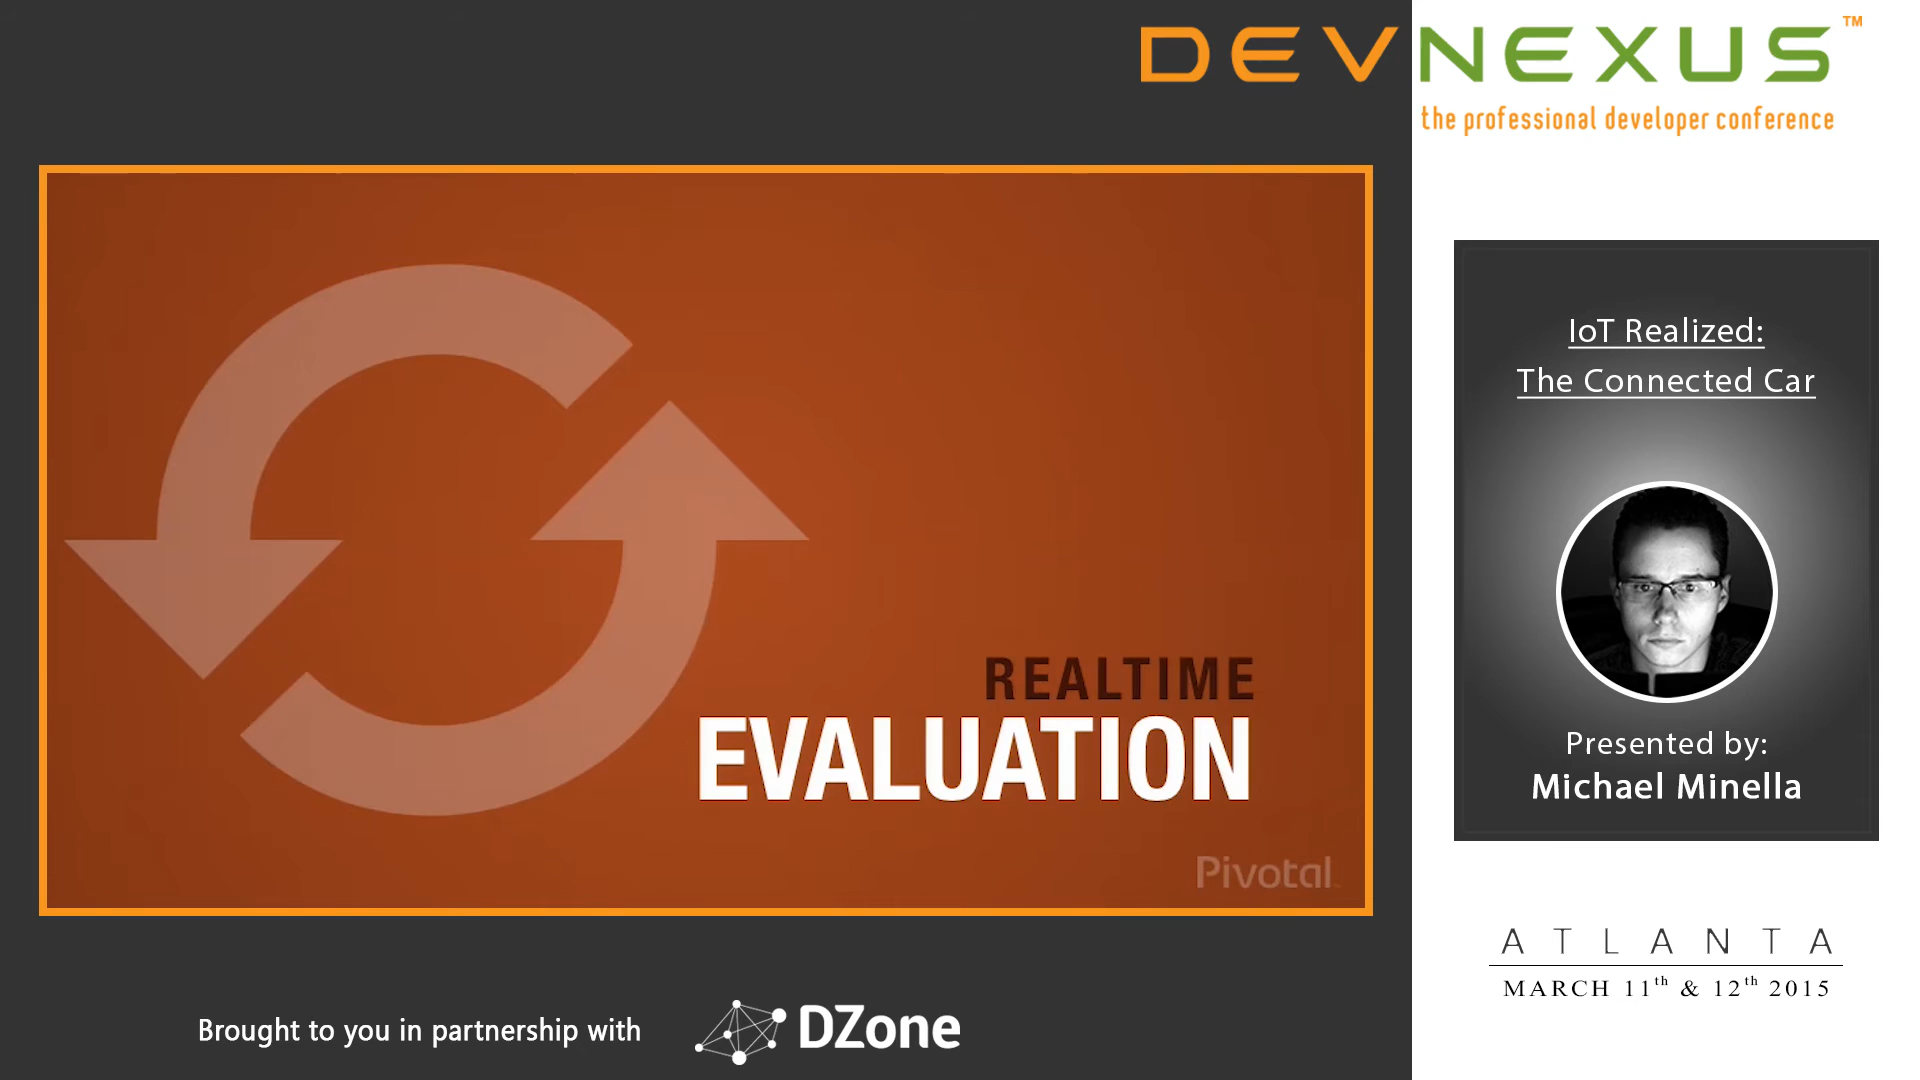 DEVNEXUS™
the professional developer conference
REALTIME
EVALUATION
Pivotal
IoT Realized:
The Connected Car
Presented by:
Michael Minella
ATLANTA
MARCH 11th & 12th 2015
Brought to you in partnership with
DZone